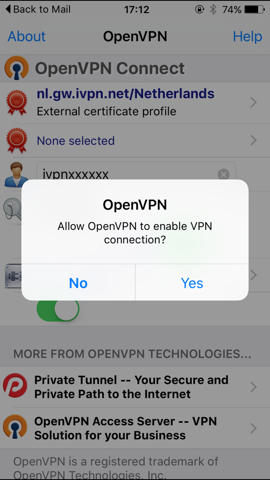 Back to Mail 17:12 74%
About OpenVPN Help
OpenVPN Connect
nl.gw.ivpn.net/Netherlands
External certificate profile
None selected
ivpnxxxxxx
OpenVPN
Allow OpenVPN to enable VPN
connection?
No Yes
MORE FROM OPENVPN TECHNOLOGIES...
Private Tunnel -- Your Secure and
Private Path to the Internet
OpenVPN Access Server -- VPN
Solution for your Business
OpenVPN is a registered trademark of
OpenVPN Technologies, Inc.